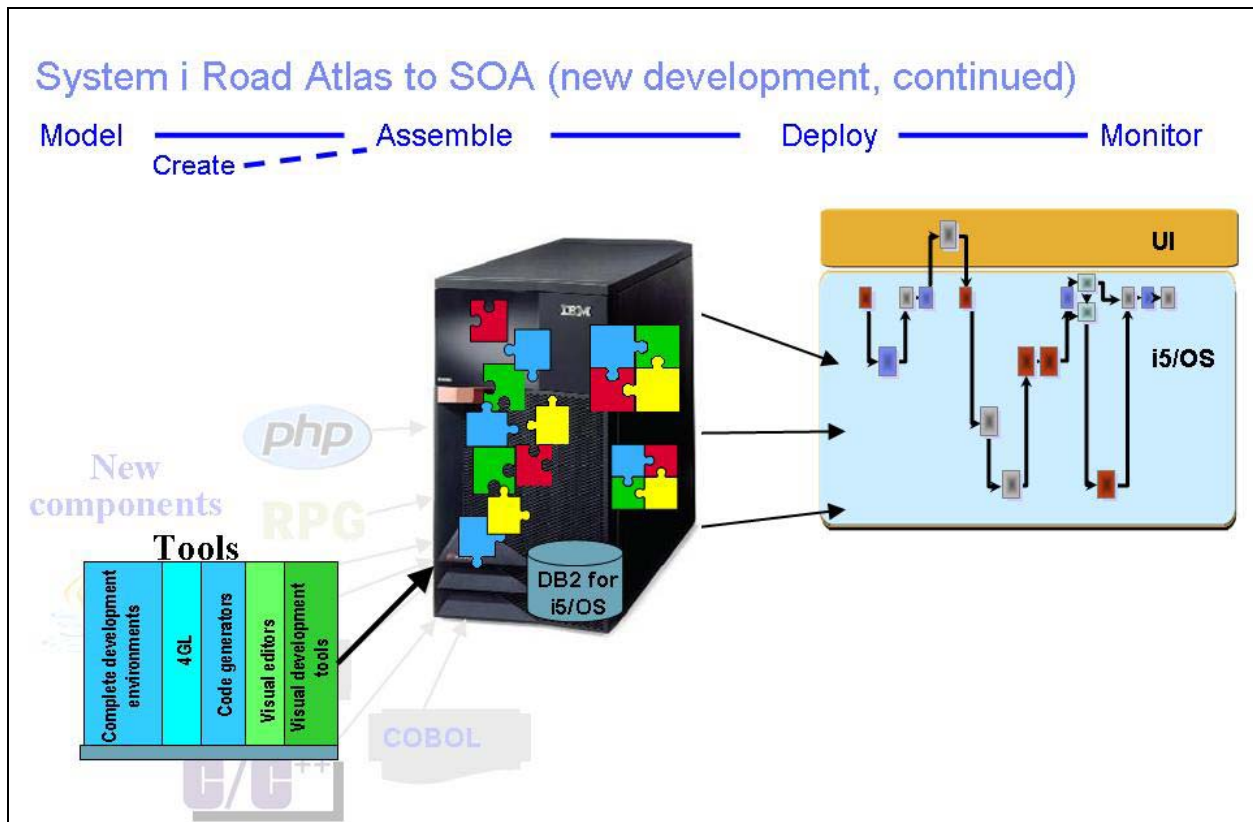 System i Road Atlas to SOA (new development, continued)
Model
Assemble
Deploy
Monitor
Create
UI
IBM
i5/OS
php
New
components
RPG
Tools
DB2 for
i5/OS
Complete development
environments
4GL
Code generators
Visual editors
Visual development
tools
COBOL
C/C++